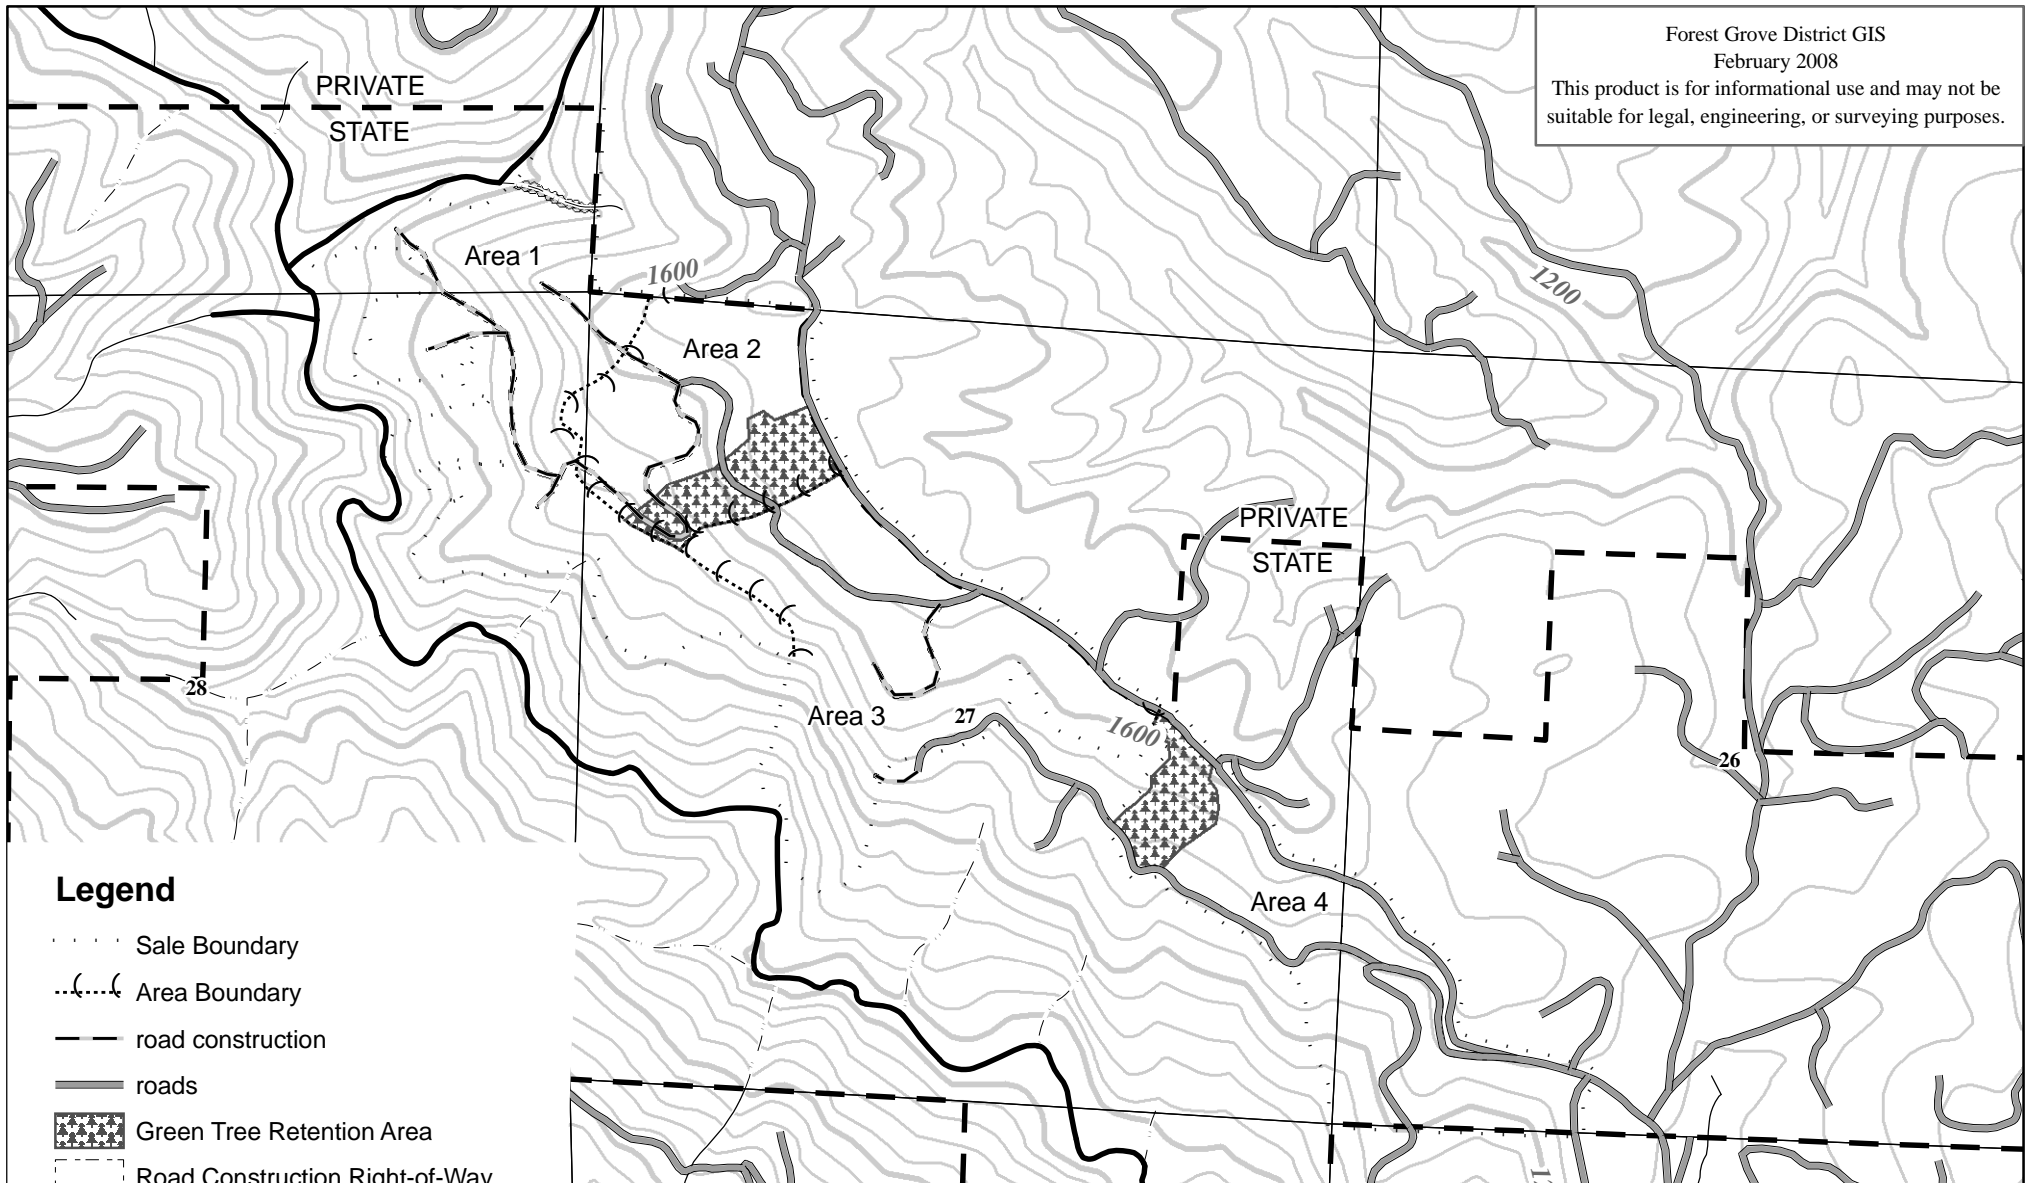 Forest Grove District GIS
February 2008
This product is for informational use and may not be
suitable for legal, engineering, or surveying purposes.
PRIVATE
STATE
Area 1
1600
1200
Area 2
PRIVATE
STATE
28
Area 3
27
1600
26
Area 4
Legend
Sale Boundary
Area Boundary
road construction
roads
Green Tree Retention Area
Road Construction Right-of-Way